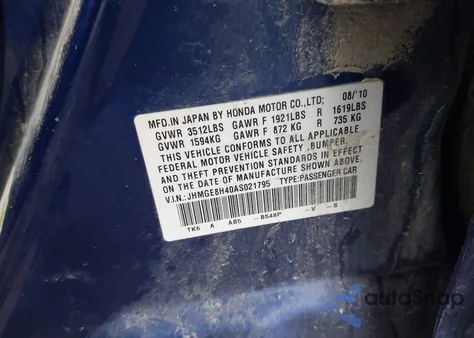 MFD.IN JAPAN BY HONDA MOTOR CO.,LTD; 08/'10
GVWR 3512LBS GAWR F 1921LBS R 1619LBS
GVWR 1594KG GAWR F 872 KG R 735 KG
THIS VEHICLE CONFORMS TO ALL APPLICABLE
FEDERAL MOTOR VEHICLE SAFETY ,BUMPER,
AND THEFT PREVENTION STANDARDS IN EFFECT
ON THE DATE OF MANUFACTURE SHOWN ABOVE.
V.I.N.: JHMGE8H40AS021795 TYPE:PASSENGER CAR
TK6 A AB5 -B548P -V -S
autoSnap